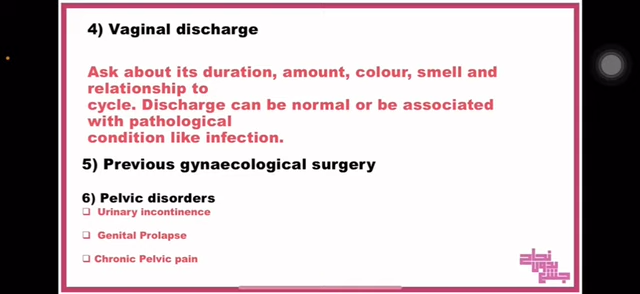 4) Vaginal discharge
Ask about its duration, amount, colour, smell and
relationship to
cycle. Discharge can be normal or be associated
with pathological
condition like infection.
5) Previous gynaecological surgery
6) Pelvic disorders
❑ Urinary incontinence
❑ Genital Prolapse
❑ Chronic Pelvic pain
نجاح
بدون